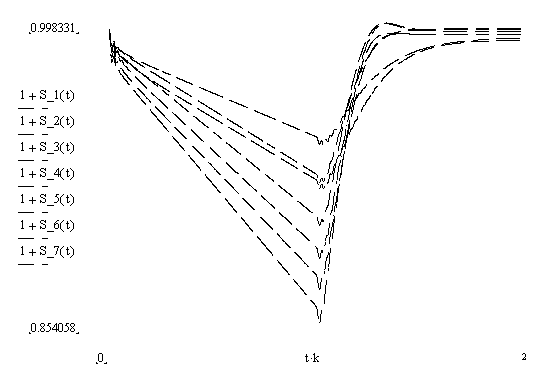 0.998331
1 + S_1(t)
1 + S_2(t)
1 + S_3(t)
1 + S_4(t)
1 + S_5(t)
1 + S_6(t)
1 + S_7(t)
0.854058
0 t·k 2